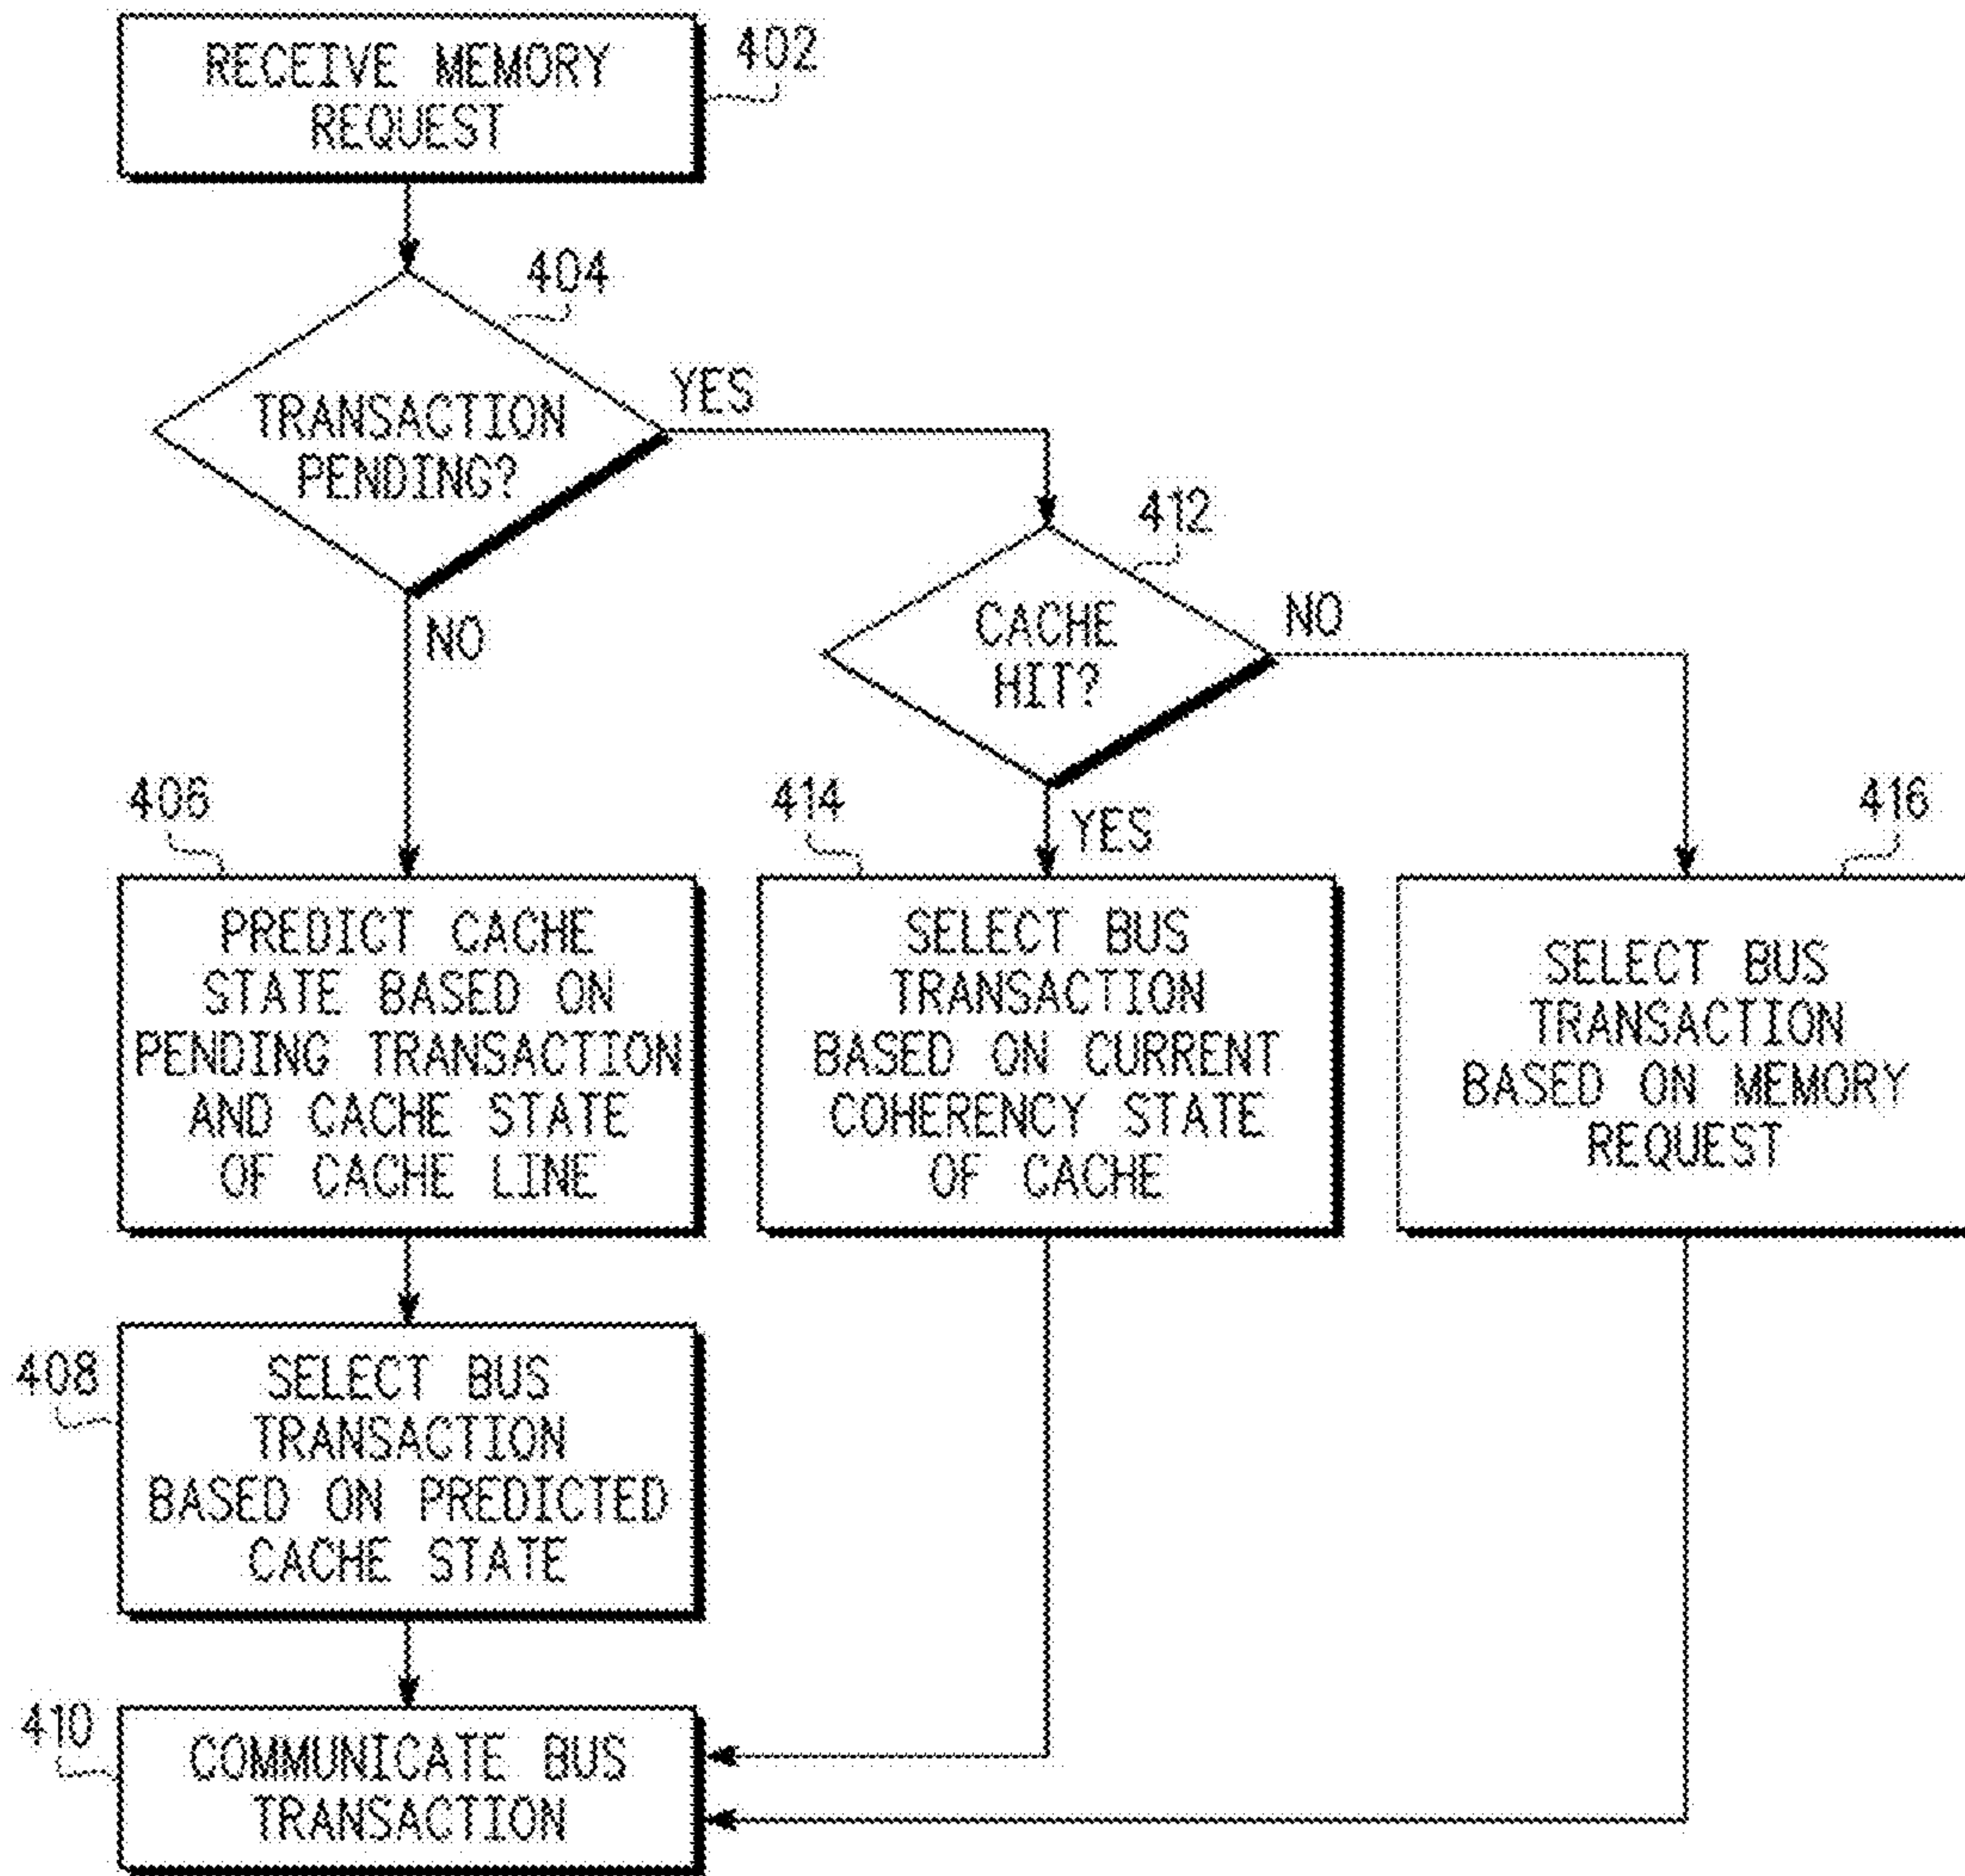 RECEIVE MEMORY
REQUEST
402
404
TRANSACTION
PENDING?
YES
NO
412
CACHE
HIT?
NO
YES
406
PREDICT CACHE
STATE BASED ON
PENDING TRANSACTION
AND CACHE STATE
OF CACHE LINE
414
SELECT BUS
TRANSACTION
BASED ON CURRENT
COHERENCY STATE
OF CACHE
416
SELECT BUS
TRANSACTION
BASED ON MEMORY
REQUEST
408
SELECT BUS
TRANSACTION
BASED ON PREDICTED
CACHE STATE
410
COMMUNICATE BUS
TRANSACTION